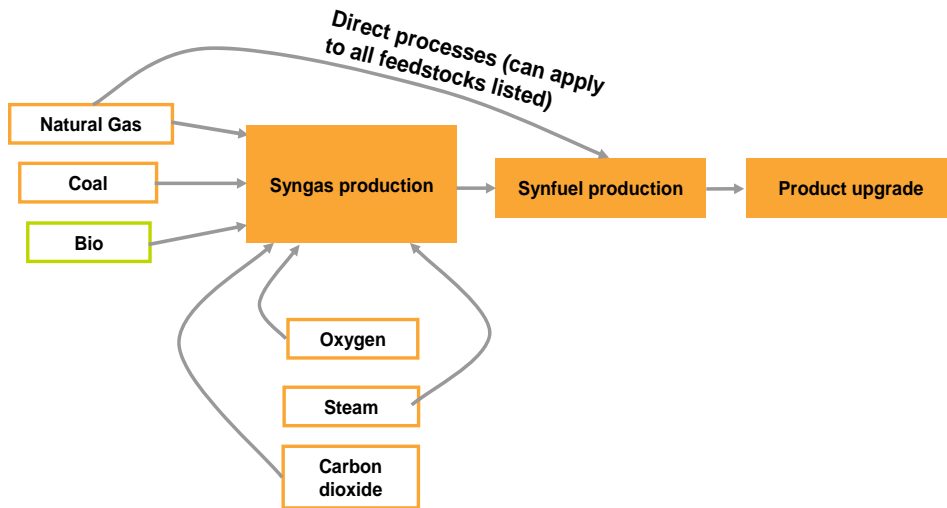 Direct processes (can apply
to all feedstocks listed)
Natural Gas
Coal
Bio
Syngas production
Synfuel production
Product upgrade
Oxygen
Steam
Carbon
dioxide